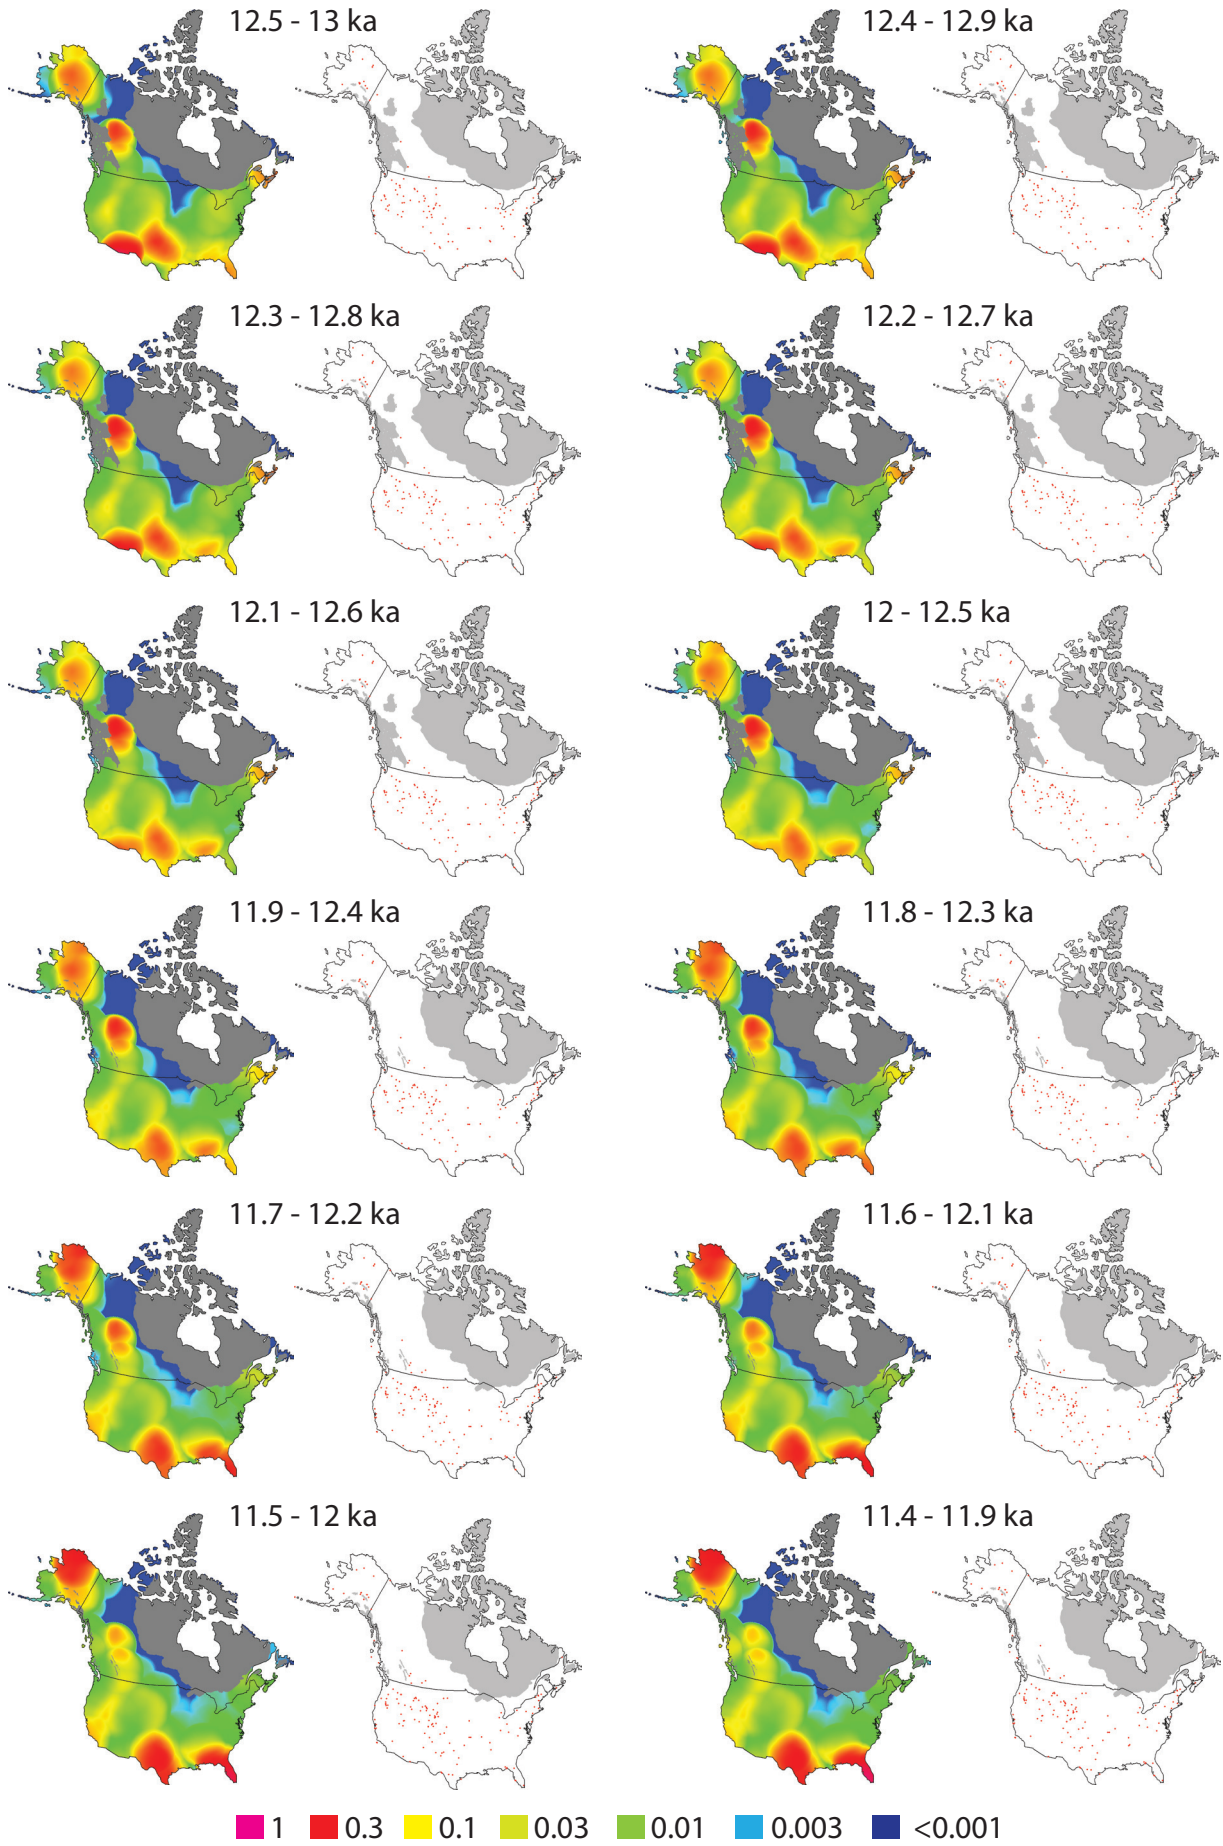 12.5 - 13 ka
12.4 - 12.9 ka
12.3 - 12.8 ka
12.2 - 12.7 ka
12.1 - 12.6 ka
12 - 12.5 ka
11.9 - 12.4 ka
11.8 - 12.3 ka
11.7 - 12.2 ka
11.6 - 12.1 ka
11.5 - 12 ka
11.4 - 11.9 ka
1 0.3 0.1 0.03 0.01 0.003 <0.001